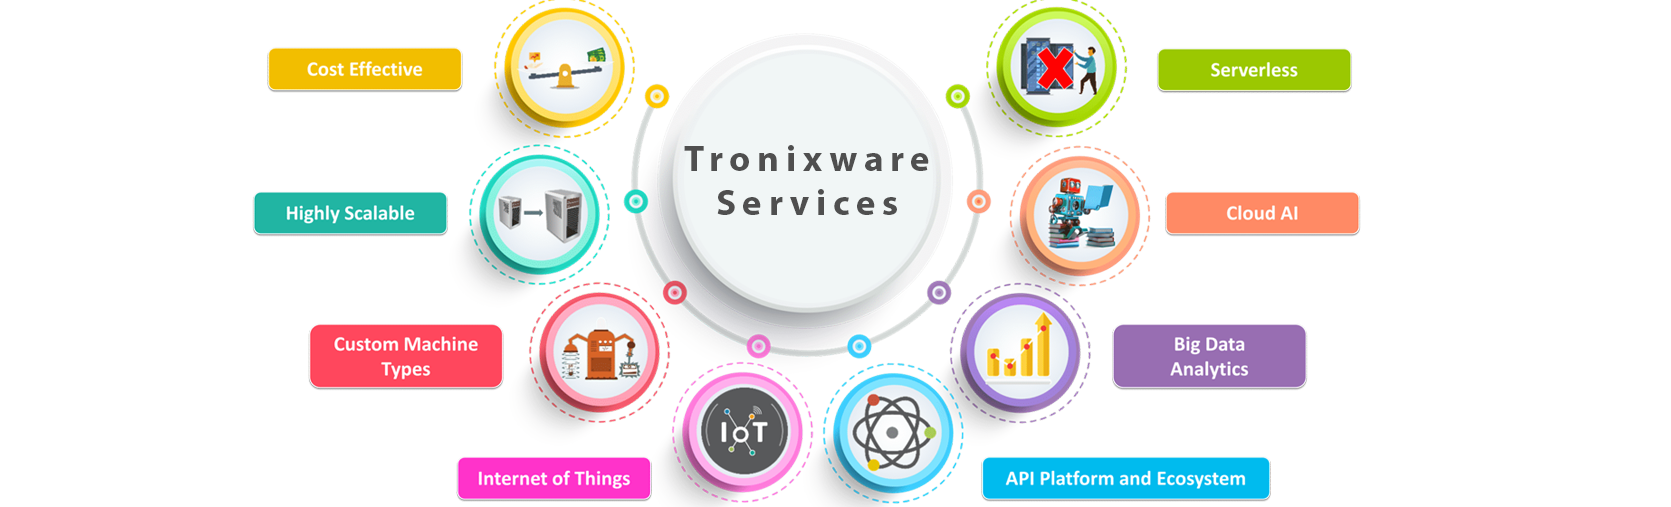 Tronixware
Services
Cost Effective
Highly Scalable
Custom Machine
Types
Internet of Things
IoT
Serverless
Cloud AI
Big Data
Analytics
API Platform and Ecosystem